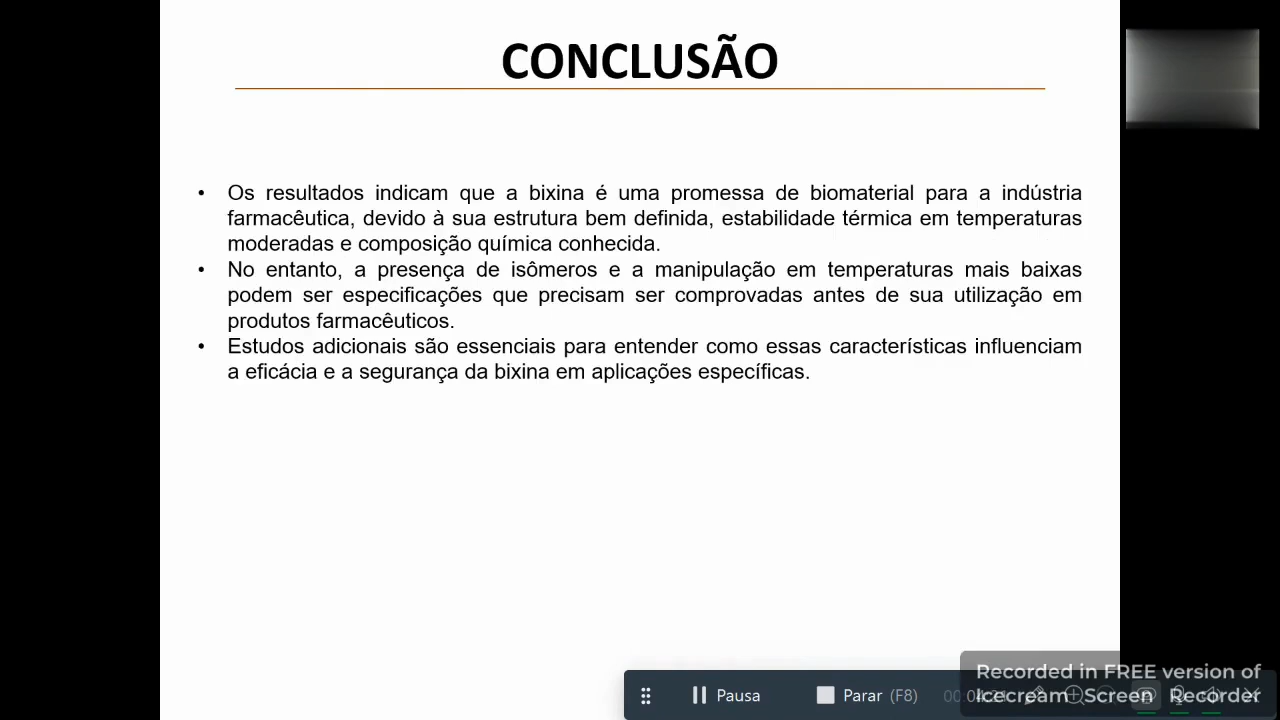 CONCLUSÃO
• Os resultados indicam que a bixina é uma promessa de biomaterial para a indústria
farmacêutica, devido à sua estrutura bem definida, estabilidade térmica em temperaturas
moderadas e composição química conhecida.
• No entanto, a presença de isômeros e a manipulação em temperaturas mais baixas
podem ser especificações que precisam ser comprovadas antes de sua utilização em
produtos farmacêuticos.
• Estudos adicionais são essenciais para entender como essas características influenciam
a eficácia e a segurança da bixina em aplicações específicas.
Recorded in FREE version of
Icecream Screen Recorder
Pausa
Parar (F8)